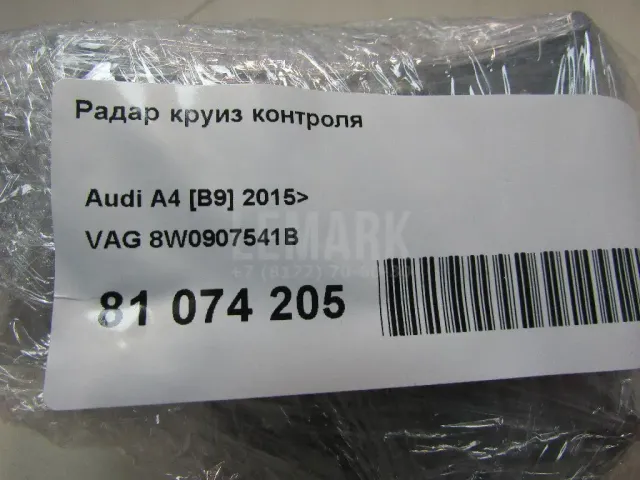 Радар круиз контроля
Audi A4 [B9] 2015>
LEMARK
VAG 8W0907541B
81 074 205